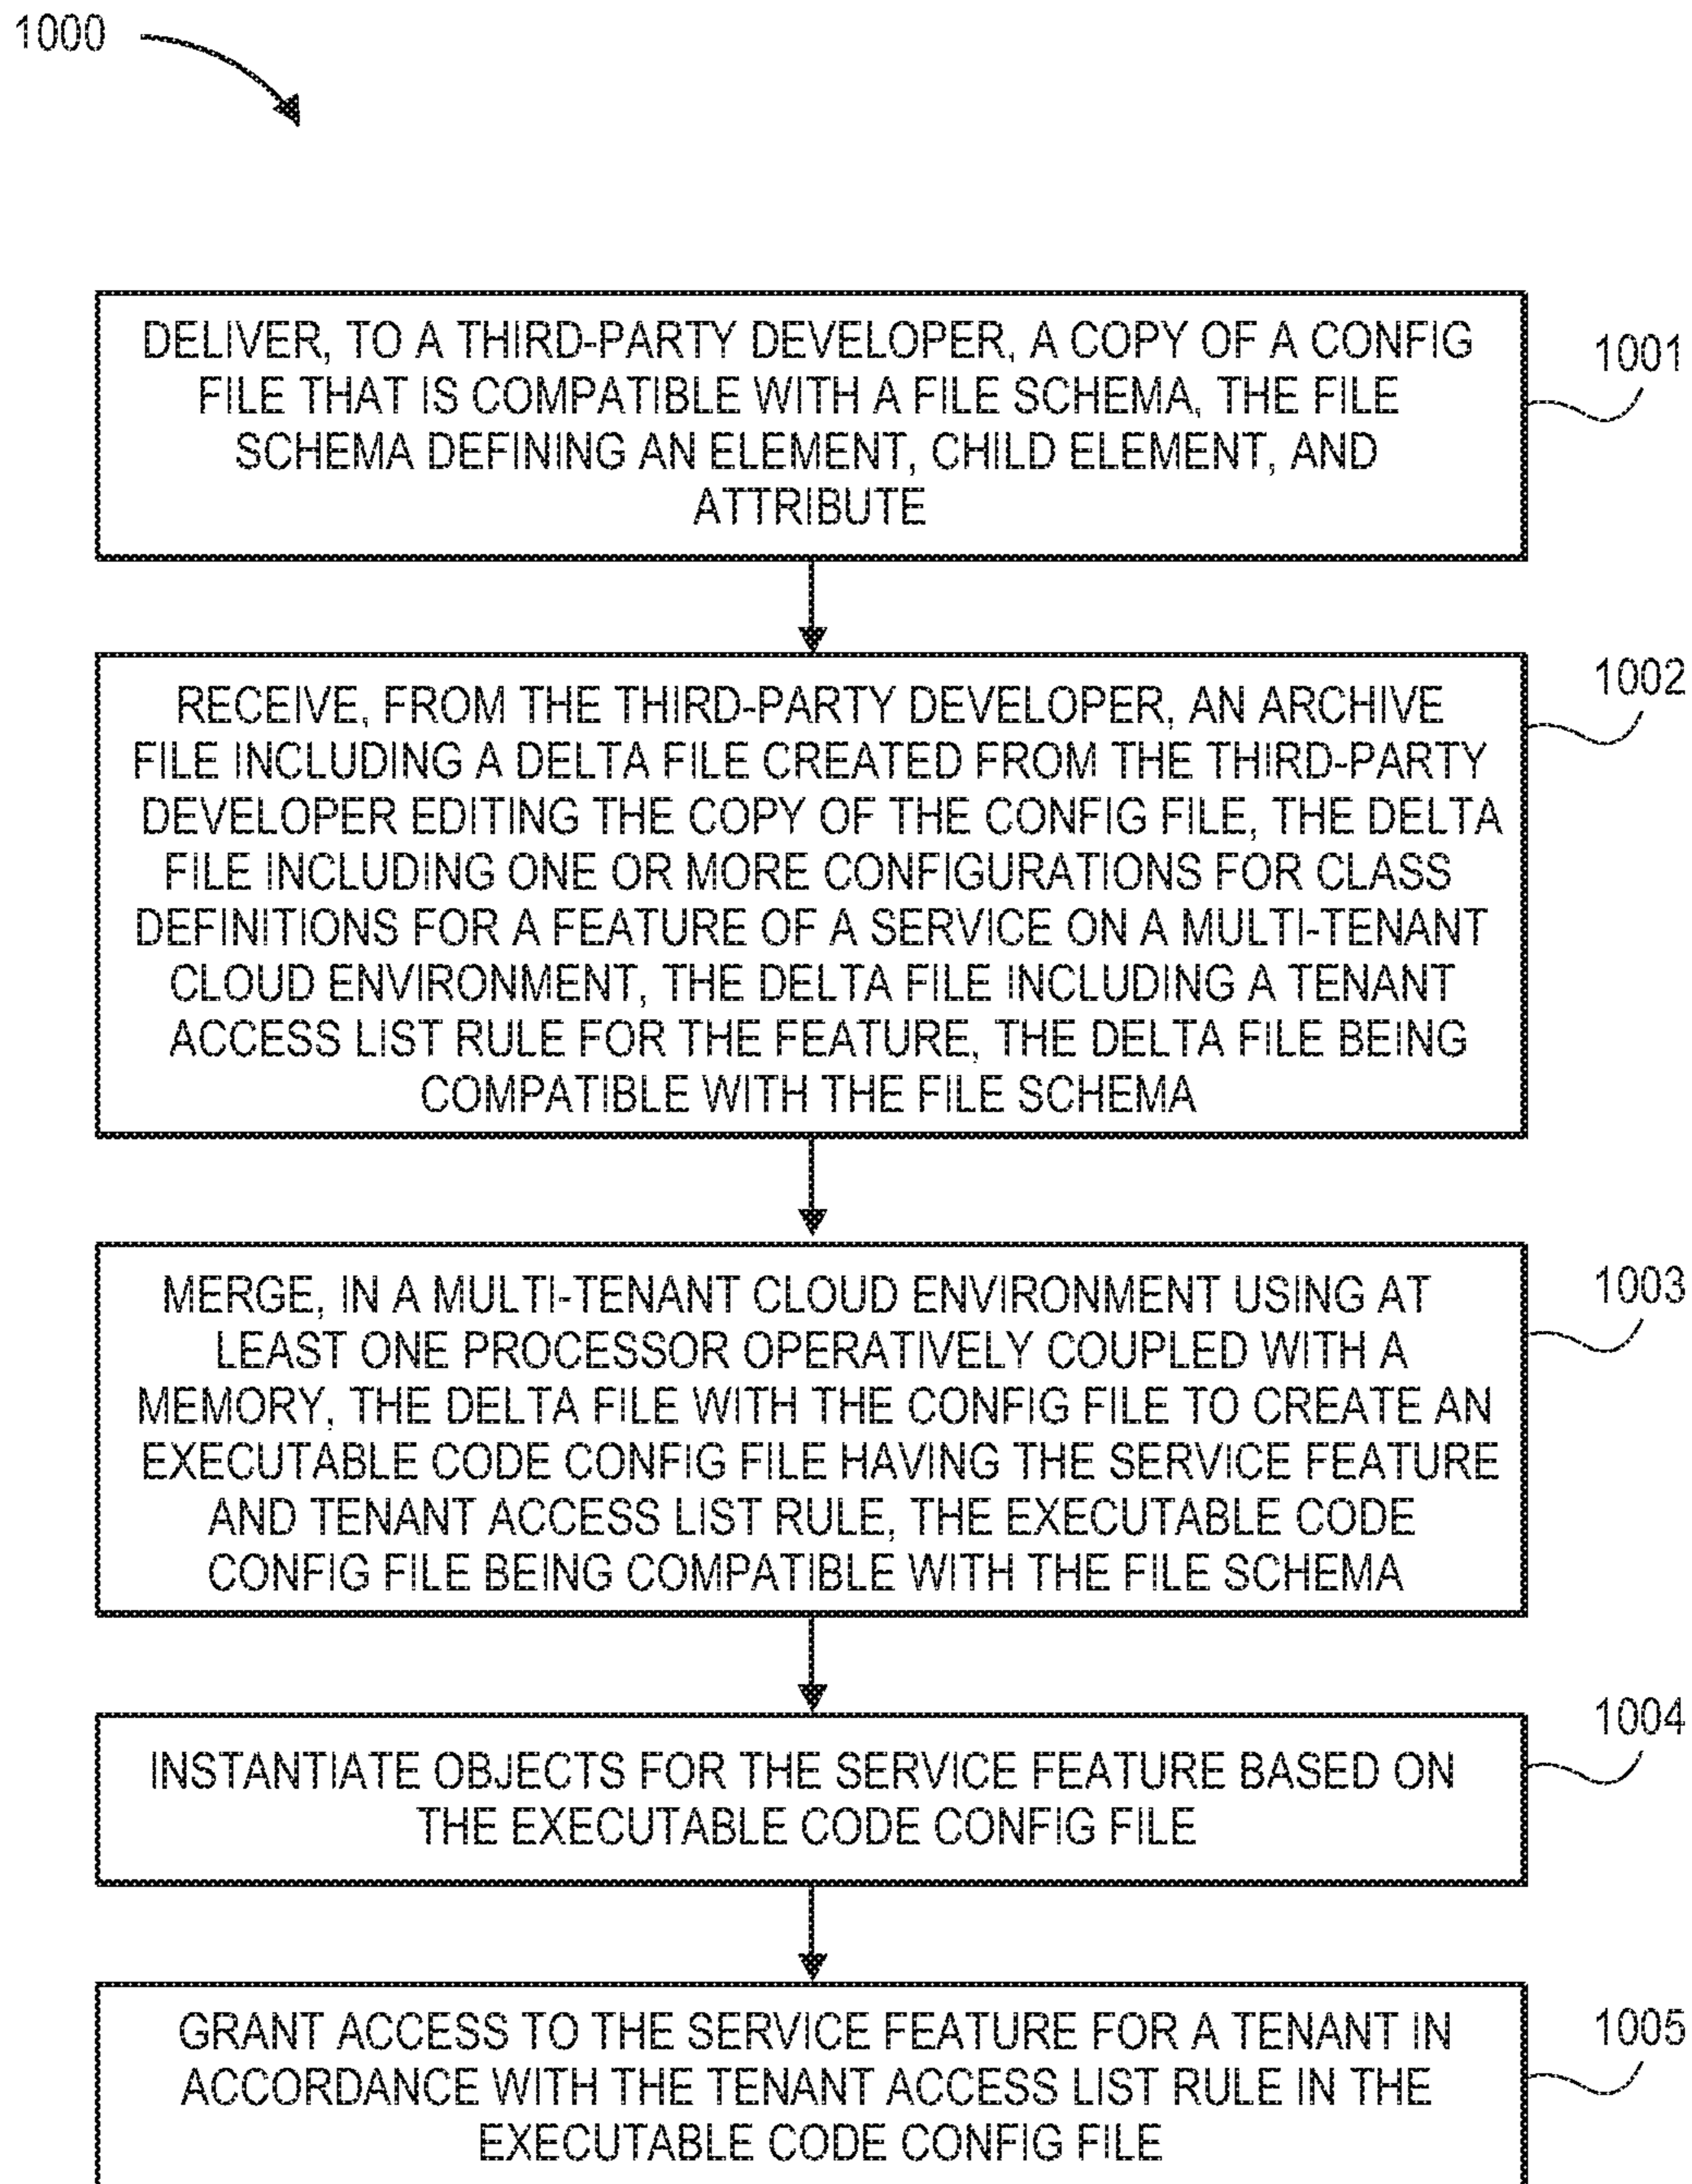 1000
DELIVER, TO A THIRD-PARTY DEVELOPER, A COPY OF A CONFIG
FILE THAT IS COMPATIBLE WITH A FILE SCHEMA, THE FILE
SCHEMA DEFINING AN ELEMENT, CHILD ELEMENT, AND
ATTRIBUTE
1001
RECEIVE, FROM THE THIRD-PARTY DEVELOPER, AN ARCHIVE
FILE INCLUDING A DELTA FILE CREATED FROM THE THIRD-PARTY
DEVELOPER EDITING THE COPY OF THE CONFIG FILE, THE DELTA
FILE INCLUDING ONE OR MORE CONFIGURATIONS FOR CLASS
DEFINITIONS FOR A FEATURE OF A SERVICE ON A MULTI-TENANT
CLOUD ENVIRONMENT, THE DELTA FILE INCLUDING A TENANT
ACCESS LIST RULE FOR THE FEATURE, THE DELTA FILE BEING
COMPATIBLE WITH THE FILE SCHEMA
1002
MERGE, IN A MULTI-TENANT CLOUD ENVIRONMENT USING AT
LEAST ONE PROCESSOR OPERATIVELY COUPLED WITH A
MEMORY, THE DELTA FILE WITH THE CONFIG FILE TO CREATE AN
EXECUTABLE CODE CONFIG FILE HAVING THE SERVICE FEATURE
AND TENANT ACCESS LIST RULE, THE EXECUTABLE CODE
CONFIG FILE BEING COMPATIBLE WITH THE FILE SCHEMA
1003
INSTANTIATE OBJECTS FOR THE SERVICE FEATURE BASED ON
THE EXECUTABLE CODE CONFIG FILE
1004
GRANT ACCESS TO THE SERVICE FEATURE FOR A TENANT IN
ACCORDANCE WITH THE TENANT ACCESS LIST RULE IN THE
EXECUTABLE CODE CONFIG FILE
1005